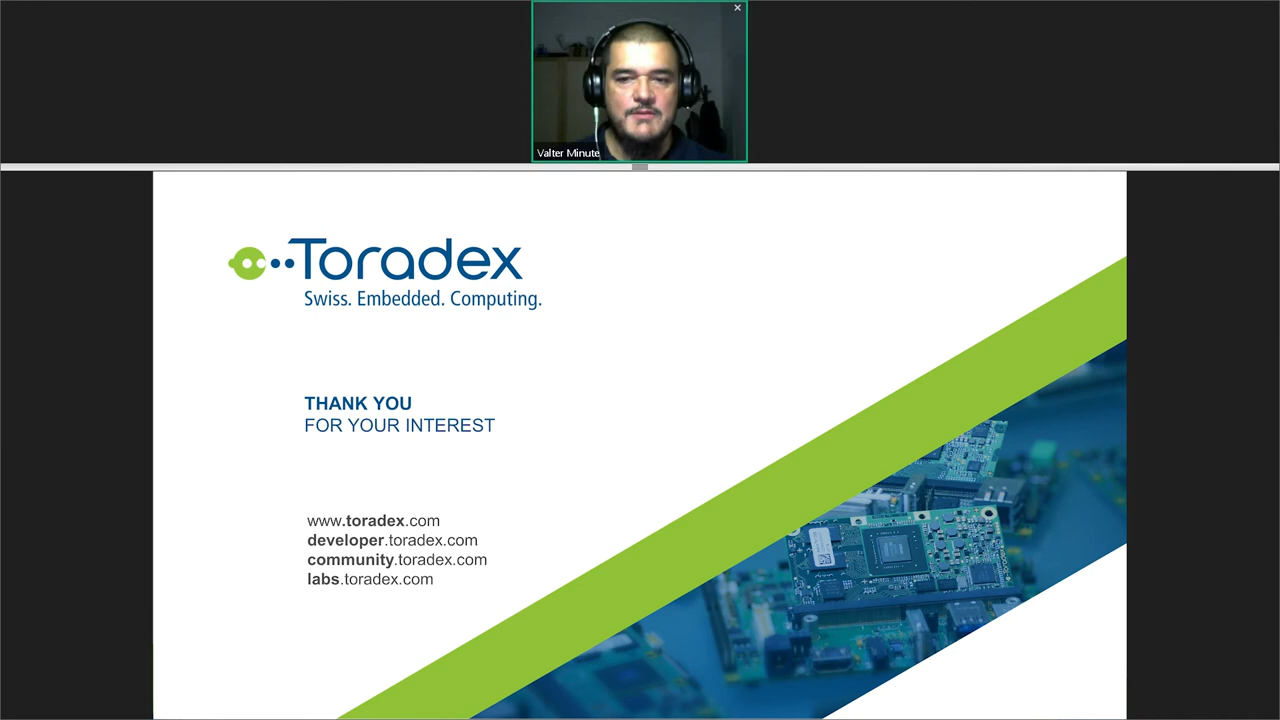 Valter Minute
Toradex
Swiss. Embedded. Computing.
THANK YOU
FOR YOUR INTEREST
www.toradex.com
developer.toradex.com
community.toradex.com
labs.toradex.com